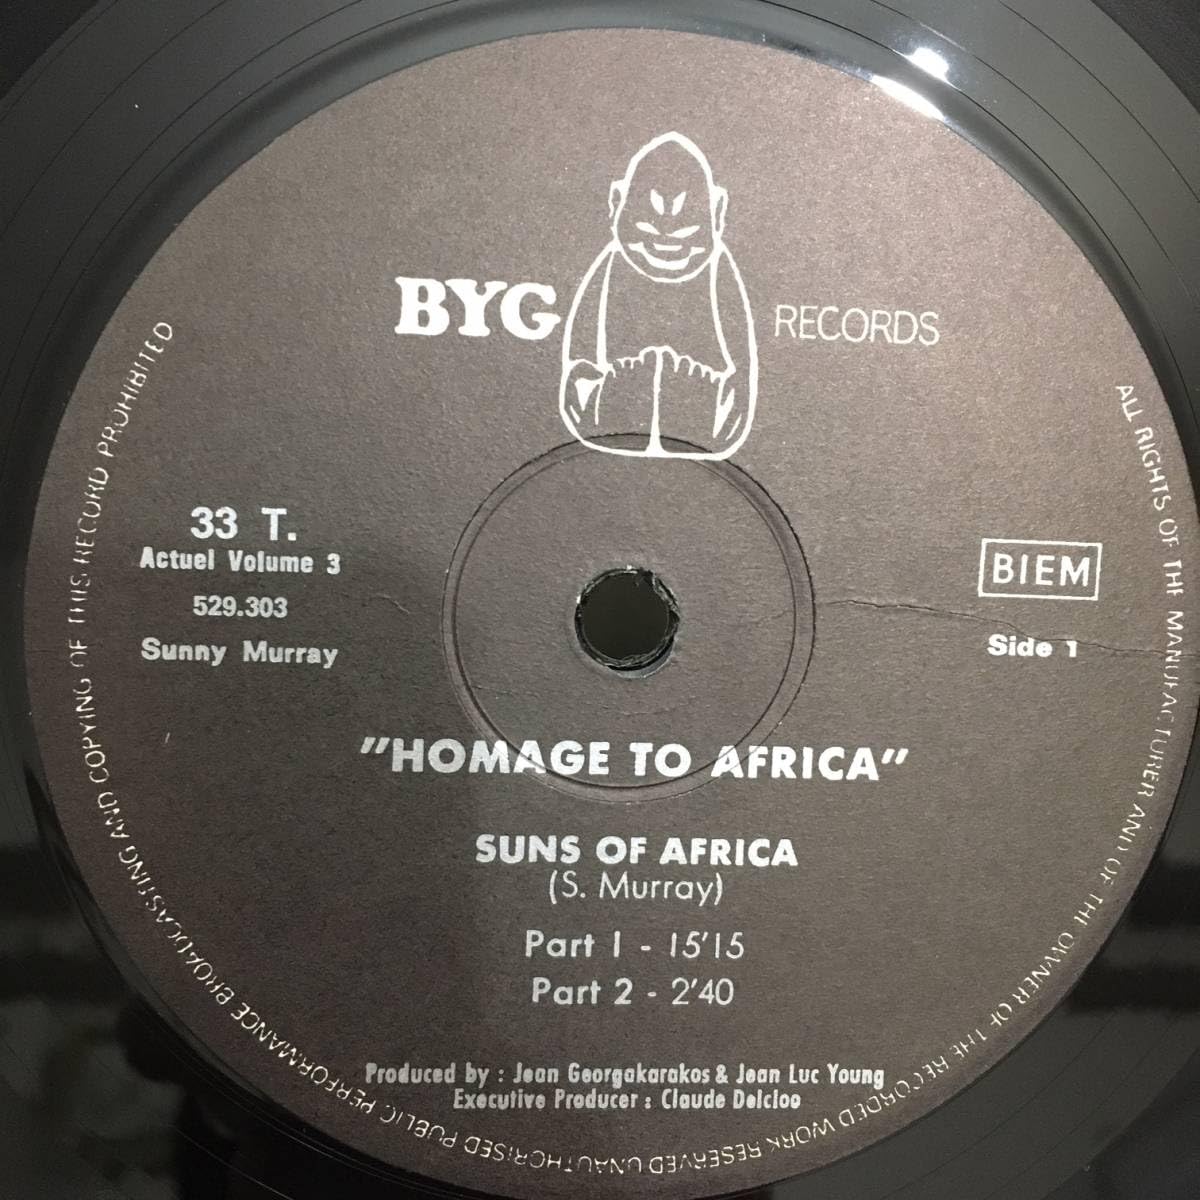 BYG RECORDS
33 T.
Actuel Volume 3
529.303
Sunny Murray
BIEM
Side 1
"HOMAGE TO AFRICA"
SUNS OF AFRICA
(S. Murray)
Part 1 - 15'15
Part 2 - 2'40
Produced by : Jean Georgakarakos & Jean Luc Young
Executive Producer : Claude Delcloo
ALL RIGHTS OF THE MANUFACTURER AND OF THE OWNER OF THE RECORDED WORK RESERVED UNAUTHORISED PUBLIC PERFORMANCE BROADCASTING AND COPYING OF THIS RECORD PROHIBITED